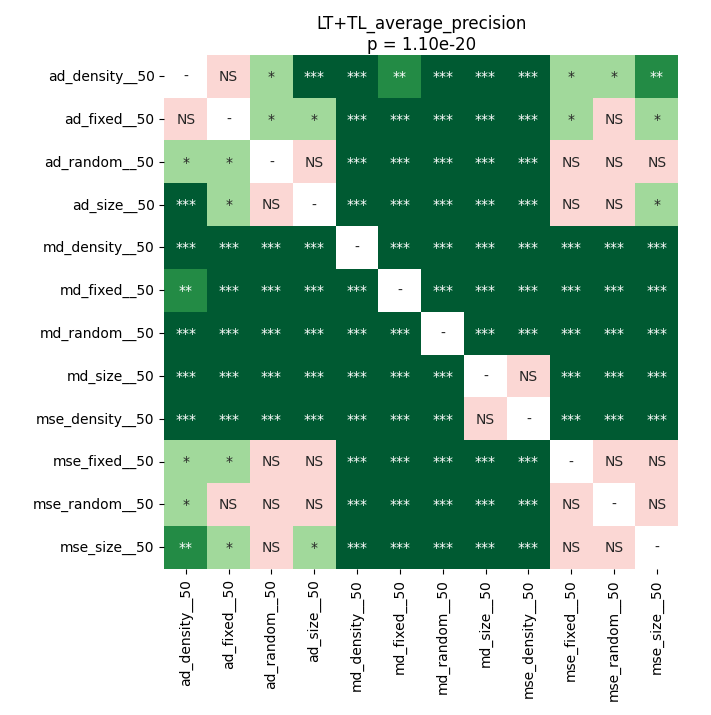 LT+TL_average_precision
p = 1.10e-20
ad_density__50 - NS * *** *** ** *** *** *** * * **
ad_fixed__50 NS - * * *** *** *** *** *** * NS *
ad_random__50 * * - NS *** *** *** *** *** NS NS NS
ad_size__50 *** * NS - *** *** *** *** *** NS NS *
md_density__50 *** *** *** *** - *** *** *** *** *** *** ***
md_fixed__50 ** *** *** *** *** - *** *** *** *** *** ***
md_random__50 *** *** *** *** *** *** - *** *** *** *** ***
md_size__50 *** *** *** *** *** *** *** - NS *** *** ***
mse_density__50 *** *** *** *** *** *** *** NS - *** *** ***
mse_fixed__50 * * NS NS *** *** *** *** *** - NS NS
mse_random__50 * NS NS NS *** *** *** *** *** NS - NS
mse_size__50 ** * NS * *** *** *** *** *** NS NS -
ad_density__50
ad_fixed__50
ad_random__50
ad_size__50
md_density__50
md_fixed__50
md_random__50
md_size__50
mse_density__50
mse_fixed__50
mse_random__50
mse_size__50